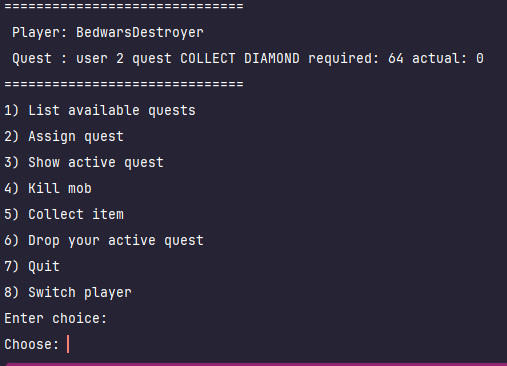 ==============================
Player: BedwarsDestroyer
Quest : user 2 quest COLLECT DIAMOND required: 64 actual: 0
==============================
1) List available quests
2) Assign quest
3) Show active quest
4) Kill mob
5) Collect item
6) Drop your active quest
7) Quit
8) Switch player
Enter choice:
Choose: